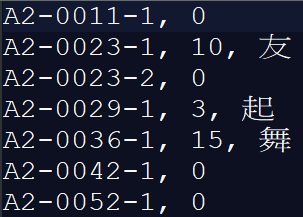 A2-0011-1, 0
A2-0023-1, 10, 友
A2-0023-2, 0
A2-0029-1, 3, 起
A2-0036-1, 15, 舞
A2-0042-1, 0
A2-0052-1, 0